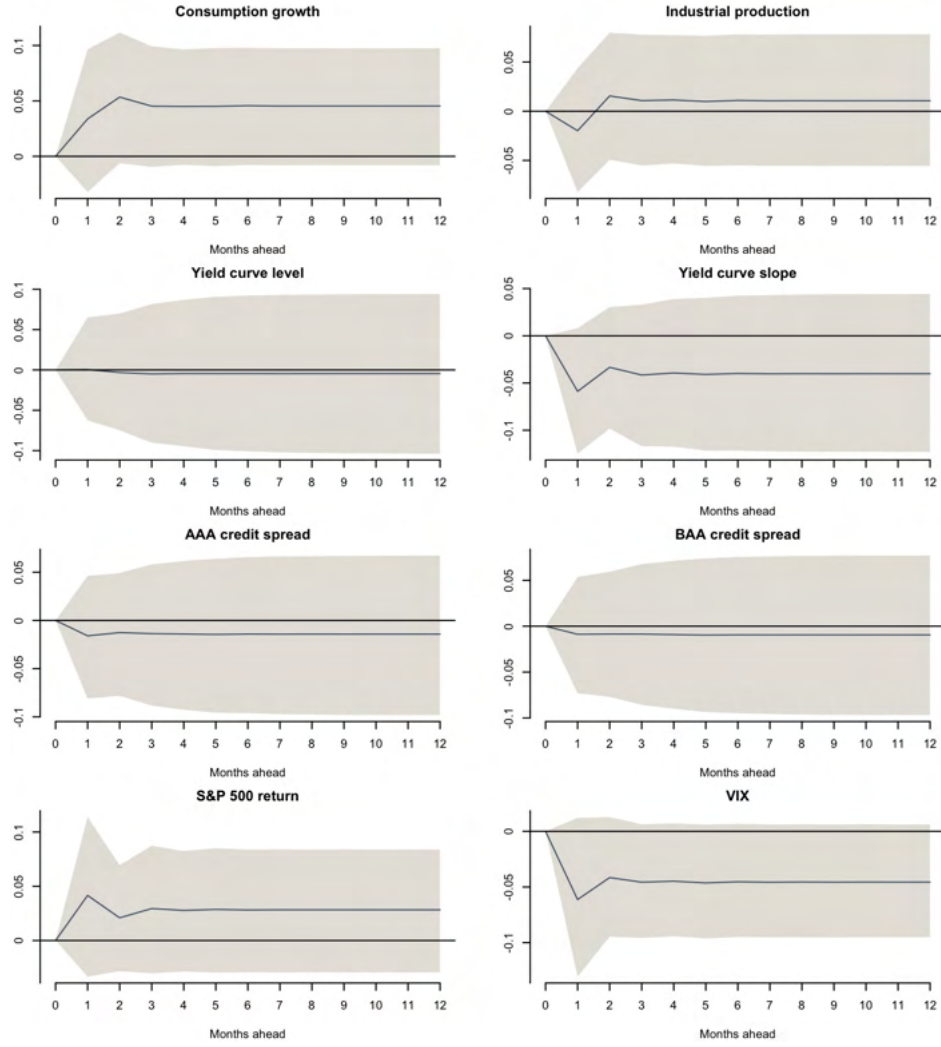 Consumption growth
0.1
0.05
0
0 1 2 3 4 5 6 7 8 9 10 11 12
Months ahead
Industrial production
0.05
0
-0.05
0 1 2 3 4 5 6 7 8 9 10 11 12
Months ahead
Yield curve level
0.1
0.05
0
-0.05
-0.1
0 1 2 3 4 5 6 7 8 9 10 11 12
Months ahead
Yield curve slope
0.05
0
-0.05
-0.1
0 1 2 3 4 5 6 7 8 9 10 11 12
Months ahead
AAA credit spread
0.05
0
-0.05
-0.1
0 1 2 3 4 5 6 7 8 9 10 11 12
Months ahead
BAA credit spread
0.05
0
-0.05
-0.1
0 1 2 3 4 5 6 7 8 9 10 11 12
Months ahead
S&P 500 return
0.1
0.05
0
0 1 2 3 4 5 6 7 8 9 10 11 12
Months ahead
VIX
0
-0.05
-0.1
0 1 2 3 4 5 6 7 8 9 10 11 12
Months ahead